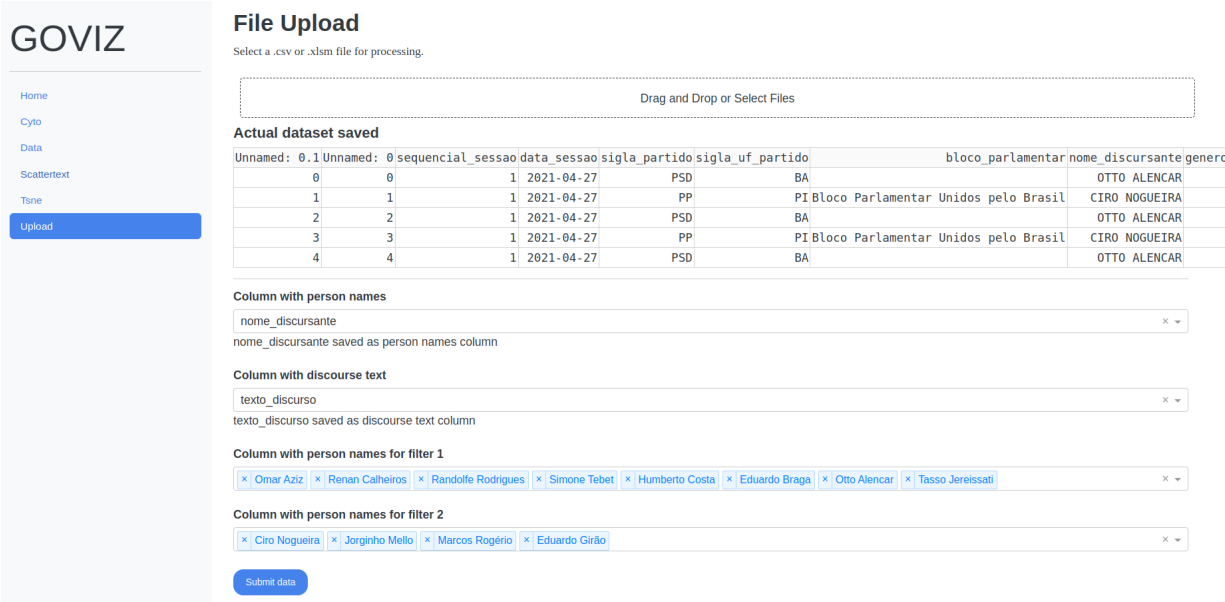 GOVIZ
Home
Cyto
Data
Scattertext
Tsne
Upload
File Upload
Select a .csv or .xlsm file for processing.
Drag and Drop or Select Files
Actual dataset saved
Unnamed: 0.1 Unnamed: 0 sequencial_sessao data_sessao sigla_partido sigla_uf_partido bloco_parlamentar nome_discursante genero
0 0 1 2021-04-27 PSD BA OTTO ALENCAR
1 1 1 2021-04-27 PP PI Bloco Parlamentar Unidos pelo Brasil CIRO NOGUEIRA
2 2 1 2021-04-27 PSD BA OTTO ALENCAR
3 3 1 2021-04-27 PP PI Bloco Parlamentar Unidos pelo Brasil CIRO NOGUEIRA
4 4 1 2021-04-27 PSD BA OTTO ALENCAR
Column with person names
nome_discursante ×
nome_discursante saved as person names column
Column with discourse text
texto_discurso ×
texto_discurso saved as discourse text column
Column with person names for filter 1
× Omar Aziz × Renan Calheiros × Randolfe Rodrigues × Simone Tebet × Humberto Costa × Eduardo Braga × Otto Alencar × Tasso Jereissati ×
Column with person names for filter 2
× Ciro Nogueira × Jorginho Mello × Marcos Rogério × Eduardo Girão ×
Submit data